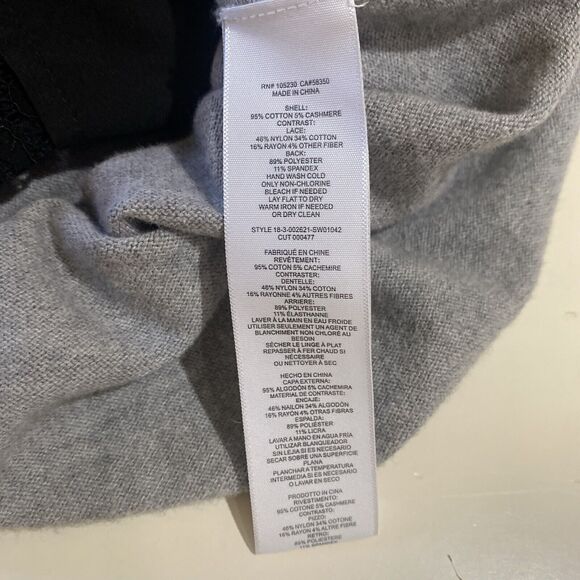 RN# 105230 CA#58350
MADE IN CHINA
SHELL:
95% COTTON 5% CASHMERE
CONTRAST:
LACE:
46% NYLON 34% COTTON
16% RAYON 4% OTHER FIBER
BACK:
89% POLYESTER
11% SPANDEX
HAND WASH COLD
ONLY NON-CHLORINE
BLEACH IF NEEDED
LAY FLAT TO DRY
WARM IRON IF NEEDED
OR DRY CLEAN
STYLE 18-3-002621-SW01042
CUT 000477
FABRIQUÉ EN CHINE
REVÊTEMENT:
95% COTON 5% CACHEMIRE
CONTRASTER:
DENTELLE:
46% NYLON 34% COTON
16% RAYONNE 4% AUTRES FIBRES
ARRIERE:
89% POLYESTER
11% ÉLASTHANNE
LAVER À LA MAIN EN EAU FROIDE
UTILISER SEULEMENT UN AGENT DE
BLANCHIMENT NON CHLORÉ AU
BESOIN
SÉCHER LE LINGE À PLAT
REPASSER À FER CHAUD SI
NÉCESSAIRE
OU NETTOYER À SEC
HECHO EN CHINA
CAPA EXTERNA:
95% ALGODÓN 5% CACHEMIRA
MATERIAL DE CONTRASTE:
ENCAJE:
46% NAILON 34% ALGODÓN
16% RAYÓN 4% OTRAS FIBRAS
ESPALDA:
89% POLIÉSTER
11% LICRA
LAVAR A MANO EN AGUA FRÍA
UTILIZAR BLANQUEADOR
SIN LEJIA SI ES NECESARIO
SECAR SOBRE UNA SUPERFICIE
PLANA
PLANCHAR A TEMPERATURA
INTERMEDIA SI ES NECESARIO
O LAVAR EN SECO
PRODOTTO IN CINA
RIVESTIMENTO:
95% COTONE 5% CASHMERE
CONTRASTO:
PIZZO:
46% NYLON 34% COTONE
16% RAYON 4% ALTRE FIBRE
RETRO:
89% POLIESTERE
11% SPANDEX